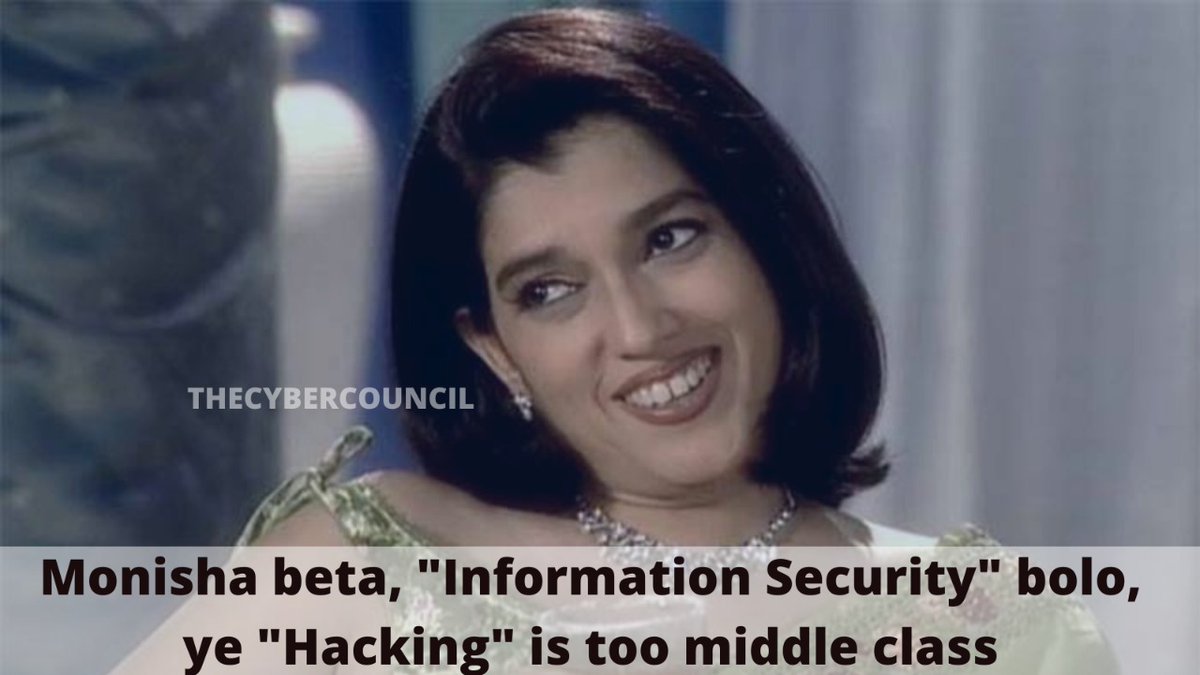 THECYBERCOUNCIL
Monisha beta, "Information Security" bolo,
ye "Hacking" is too middle class